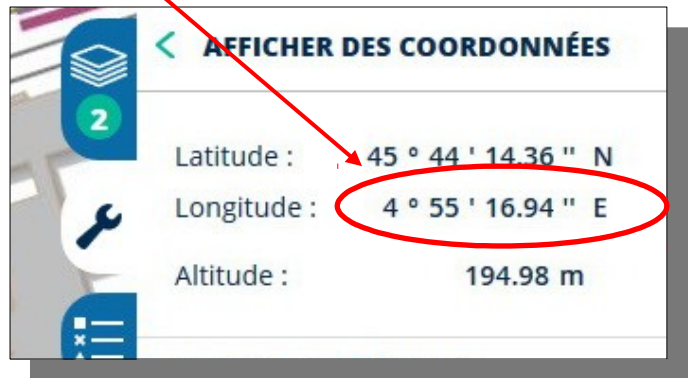 < AFFICHER DES COORDONNÉES
2
Latitude : 45 ° 44 ' 14.36 '' N
Longitude : 4 ° 55 ' 16.94 '' E
Altitude : 194.98 m